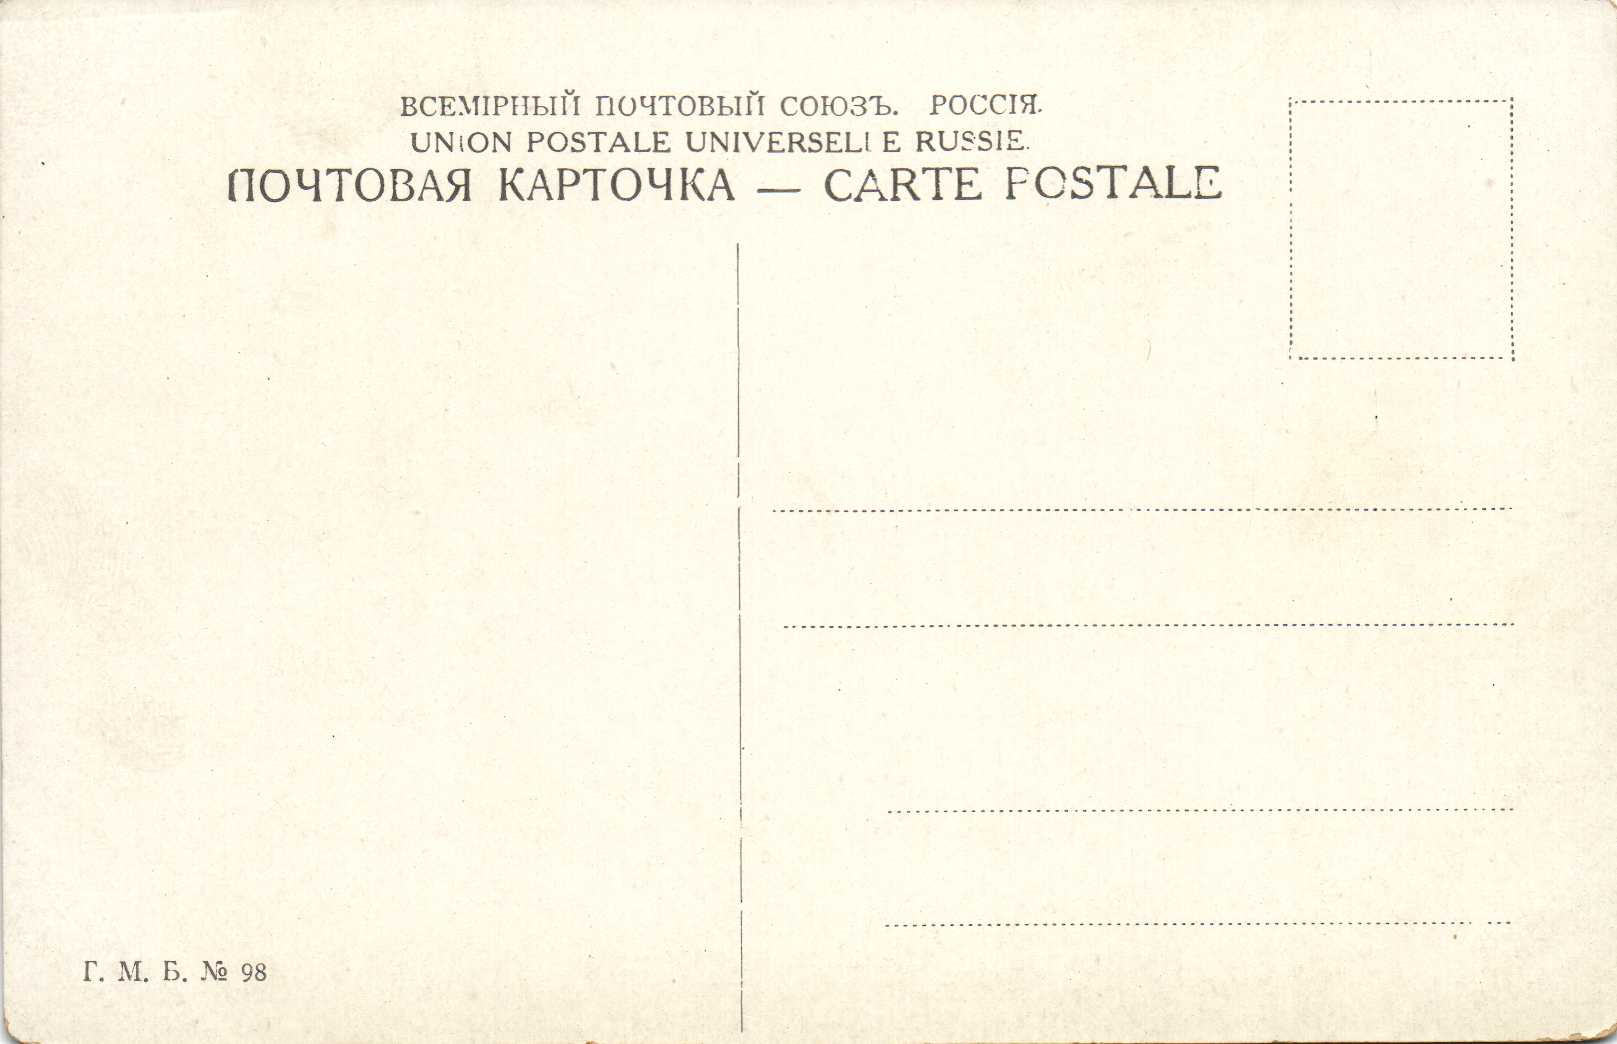 ВСЕМІРНЫЙ ПОЧТОВЫЙ СОЮЗЪ. РОССІЯ.
UNION POSTALE UNIVERSELLE RUSSIE.
ПОЧТОВАЯ КАРТОЧКА — CARTE POSTALE
Г. М. Б. № 98